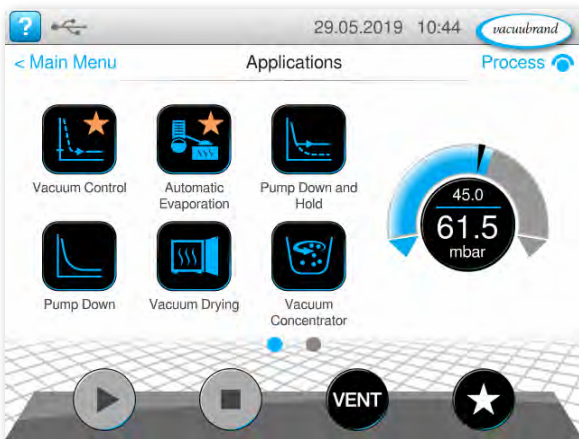 ?
29.05.2019 10:44
vacuubrand
< Main Menu
Applications
Process
Vacuum Control
Automatic
Evaporation
Pump Down and
Hold
45.0
61.5
mbar
Pump Down
Vacuum Drying
Vacuum
Concentrator
VENT